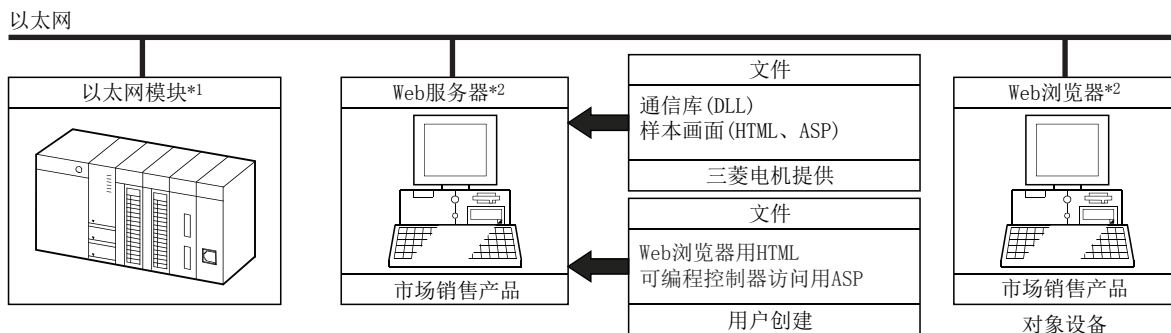 以太网
以太网模块*1
Web服务器*2
市场销售产品
文件
通信库(DLL)
样本画面(HTML、ASP)
三菱电机提供
文件
Web浏览器用HTML
可编程控制器访问用ASP
用户创建
Web浏览器*2
市场销售产品
对象设备